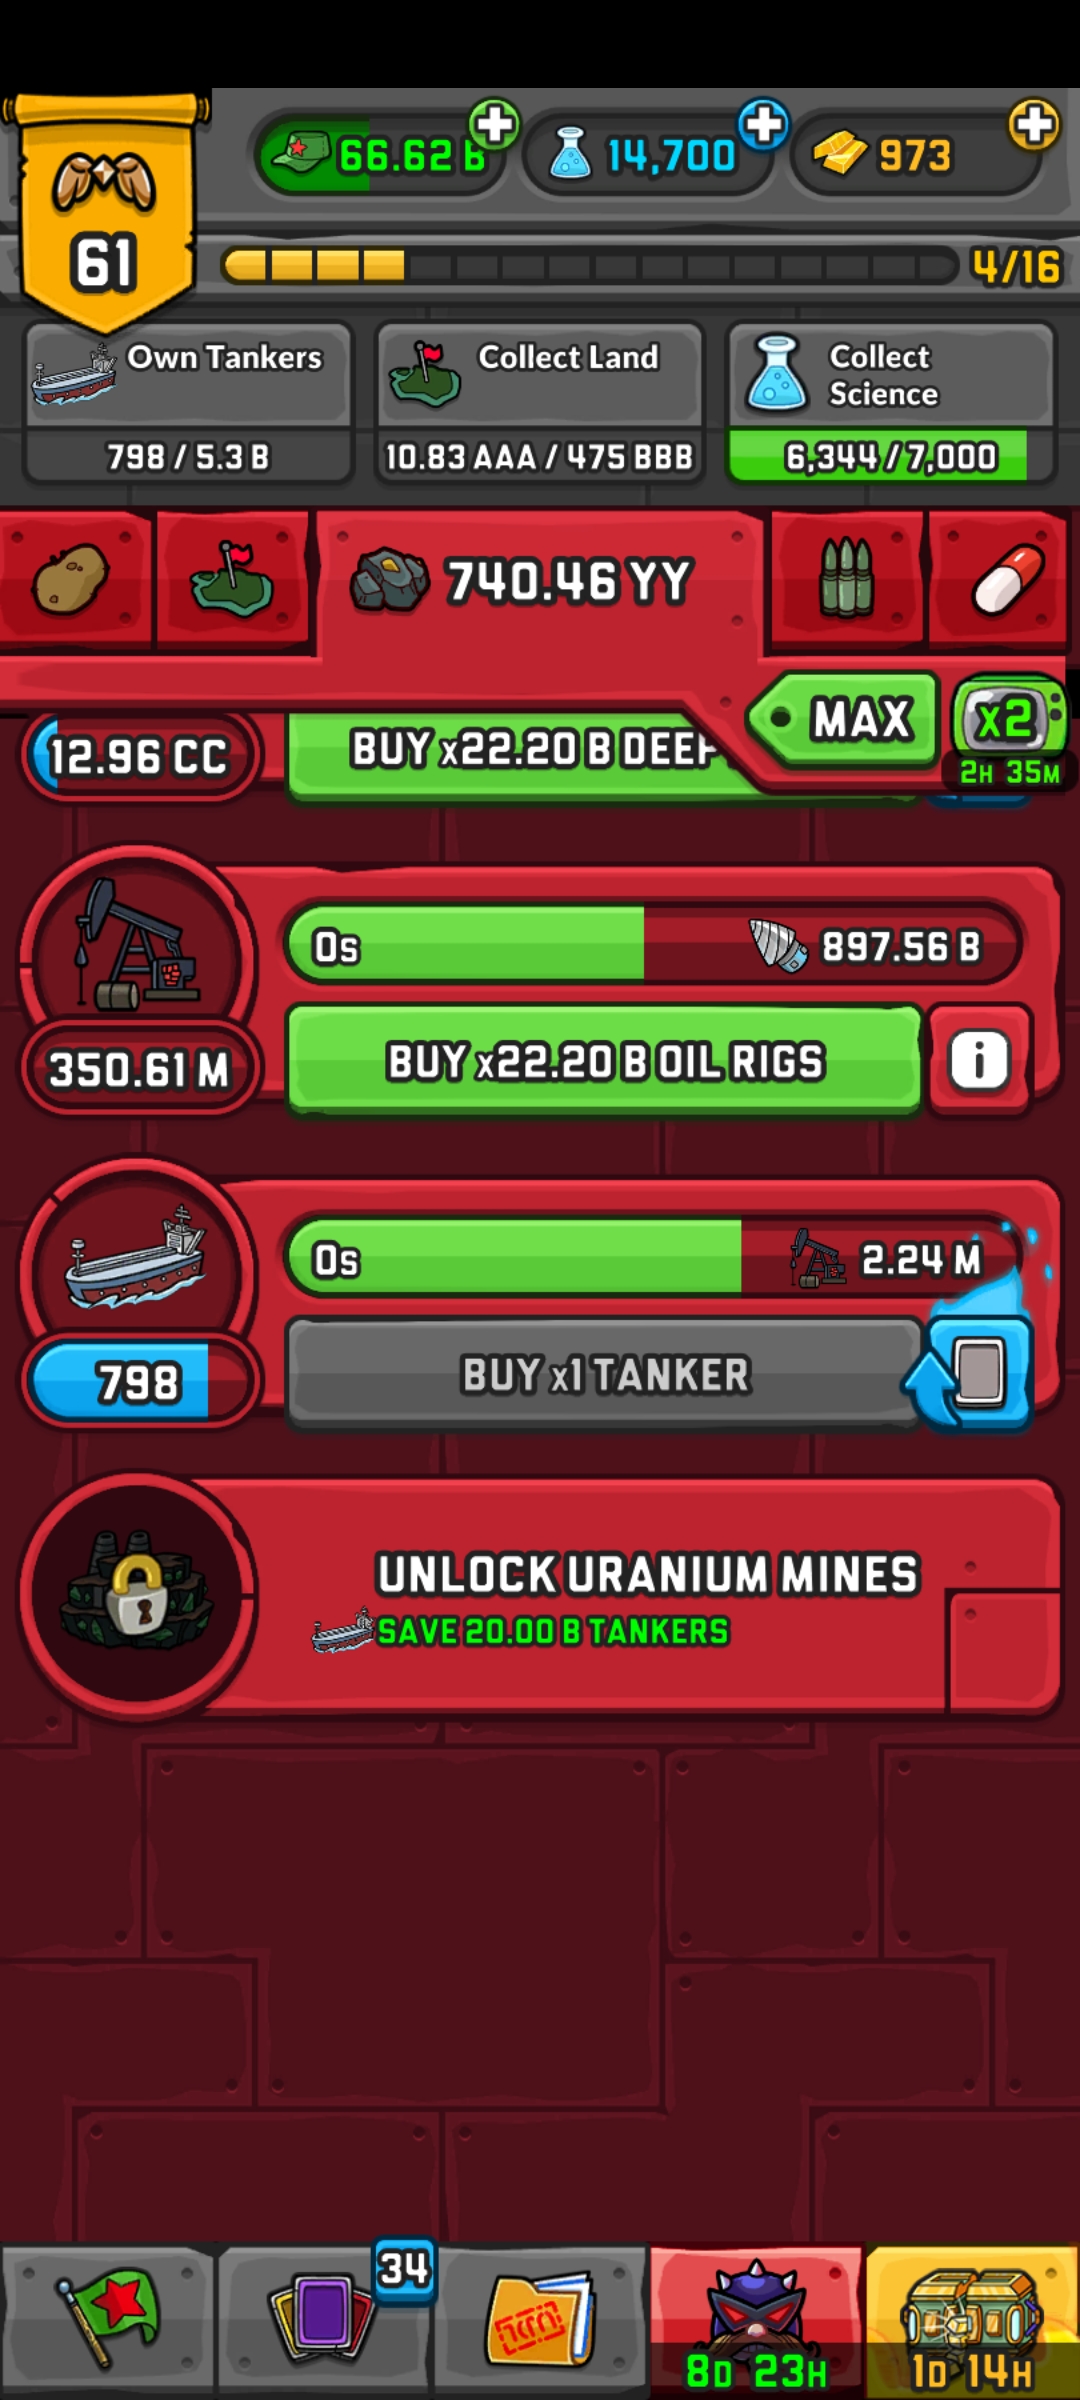 66.62 B
14,700
973
61
4/16
Own Tankers
798 / 5.3 B
Collect Land
10.83 AAA / 475 BBB
Collect
Science
6,344 / 7,000
740.46 YY
MAX
x2
2H 35M
12.96 CC
BUY x22.20 B DEEP
0s
897.56 B
350.61 M
BUY x22.20 B OIL RIGS
i
0s
2.24 M
798
BUY x1 TANKER
UNLOCK URANIUM MINES
SAVE 20.00 B TANKERS
34
8D 23H
1D 14H